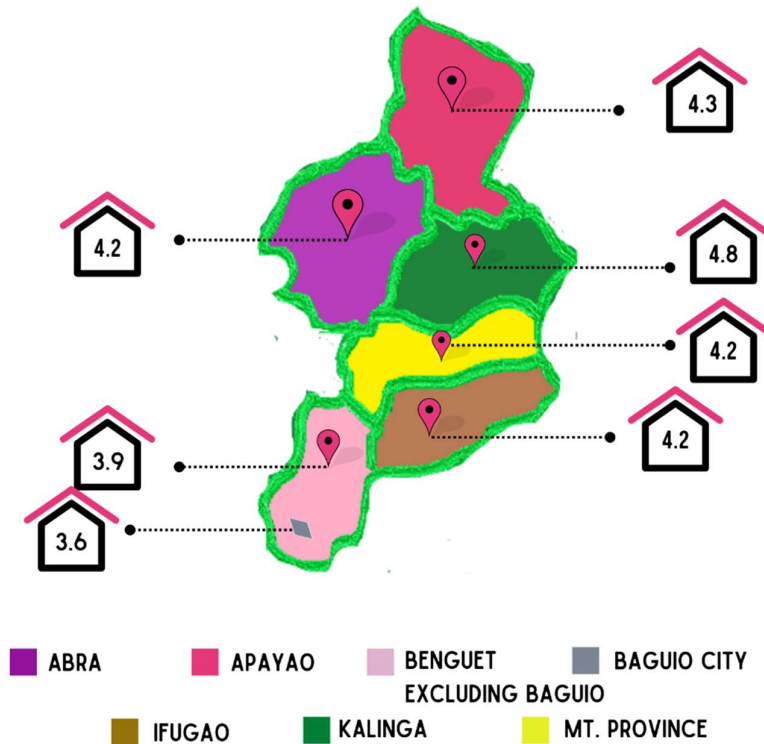 4.3
4.2
4.8
4.2
3.9
4.2
3.6
ABRA
APAYAO
BENGUET
EXCLUDING BAGUIO
BAGUIO CITY
IFUGAO
KALINGA
MT. PROVINCE